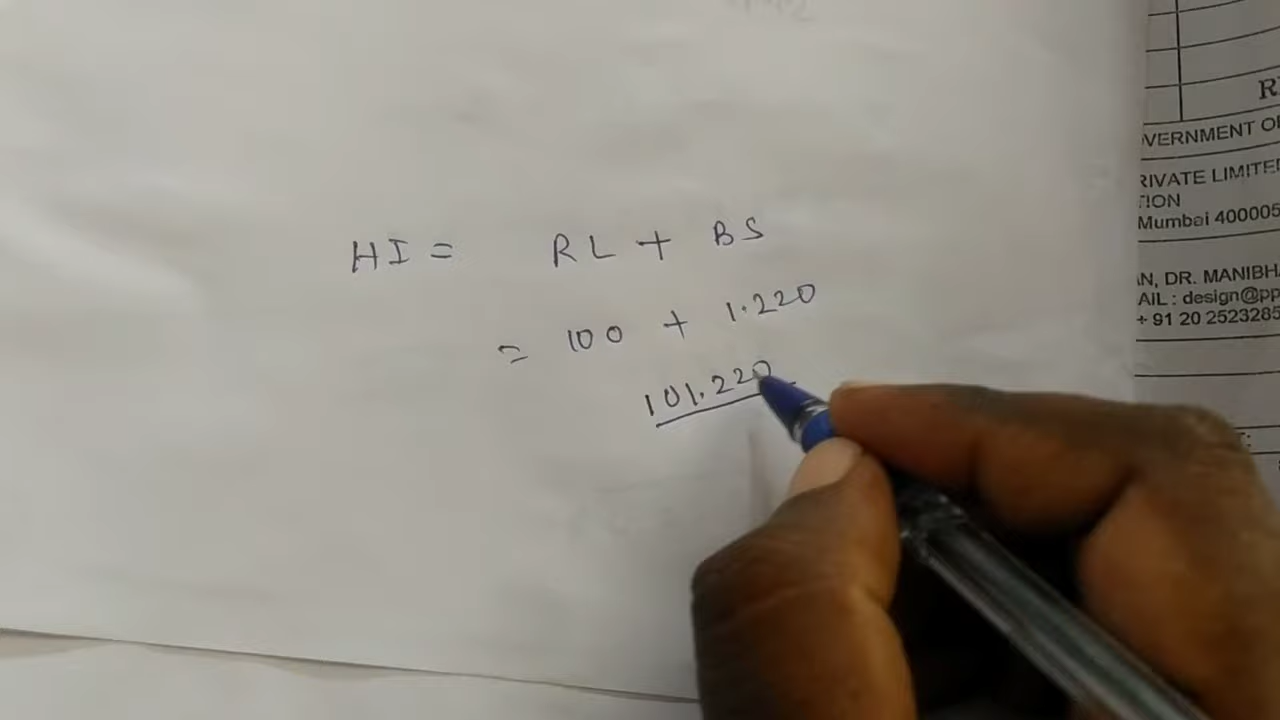 HI = RL + BS
= 100 + 1.220
101.220
R
VERNMENT O
RIVATE LIMITE
TION
Mumbai 400005
N, DR. MANIBH
AIL : design@pp
+ 91 20 2523285
T: